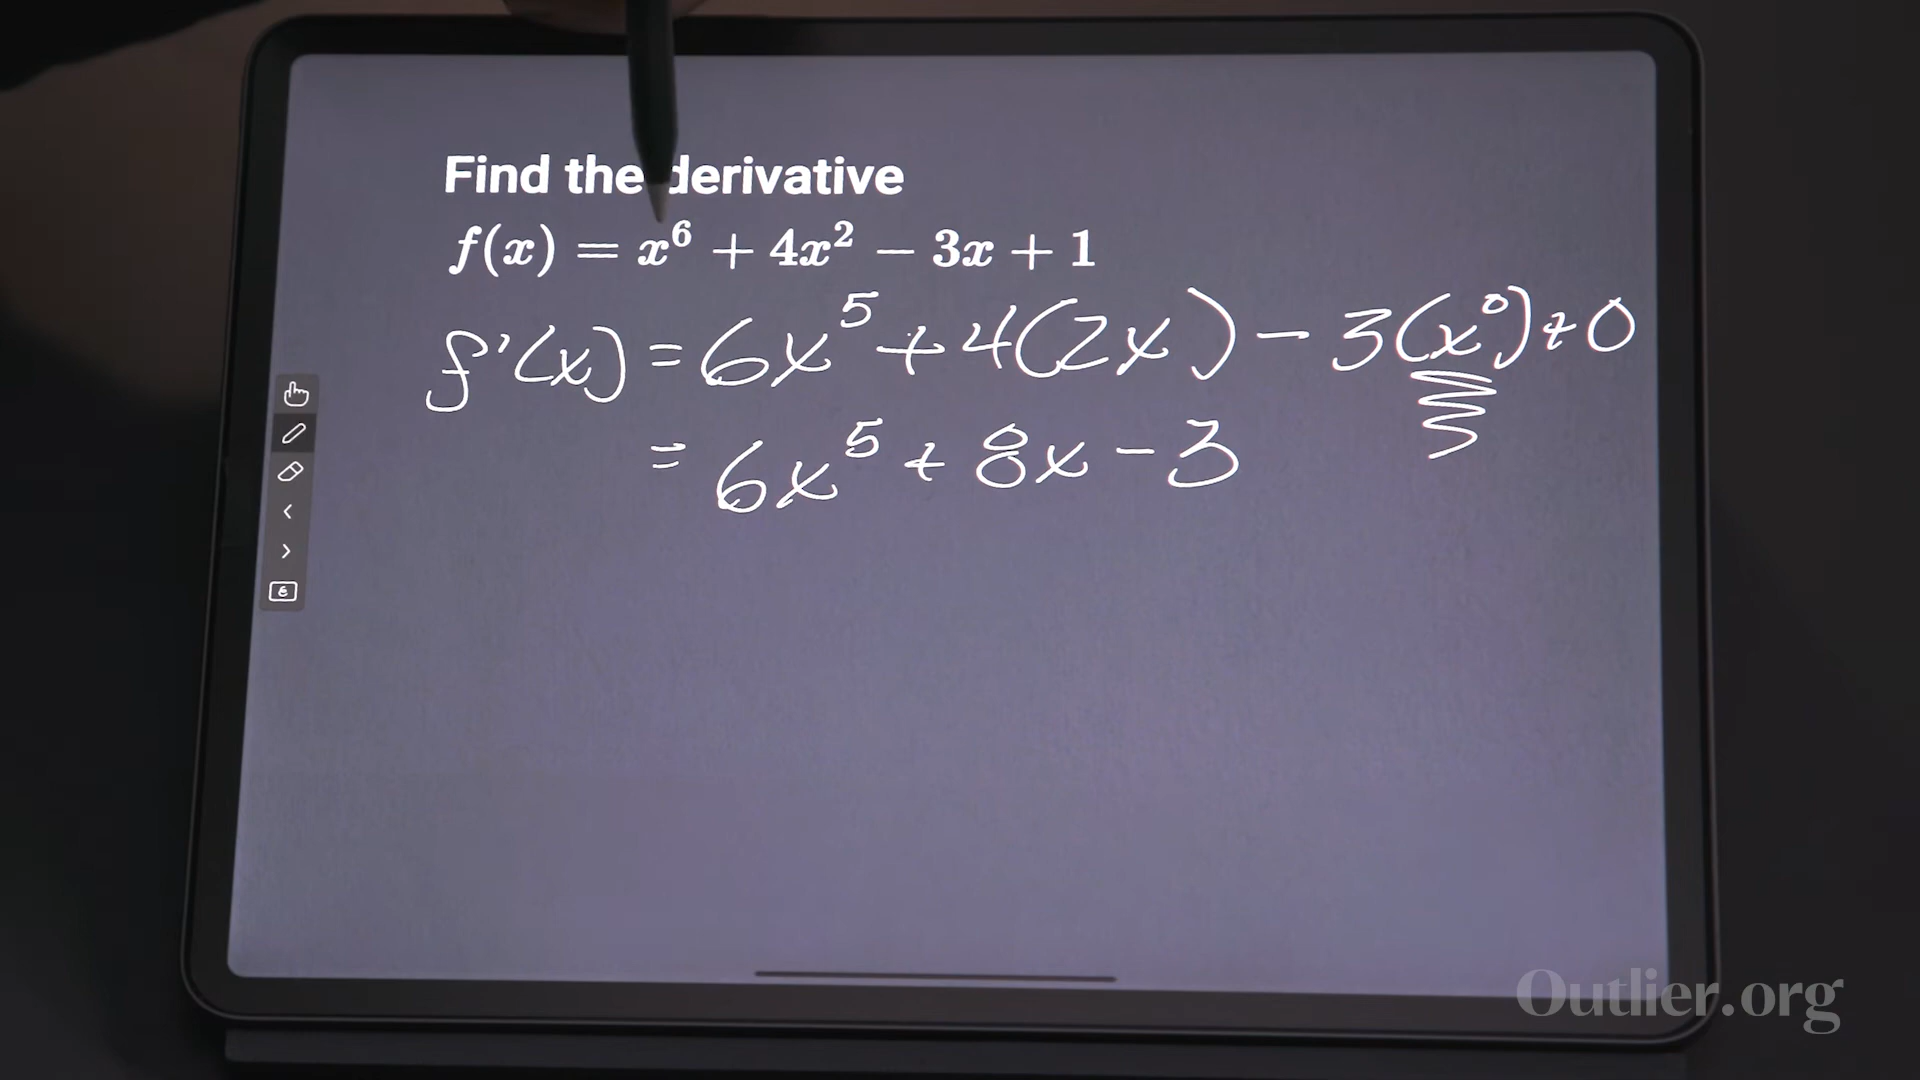 Find the derivative
f(x) = x⁶ + 4x² − 3x + 1
f'(x) = 6x⁵ + 4(2x) − 3(x⁰) + 0
= 6x⁵ + 8x − 3
Outlier.org